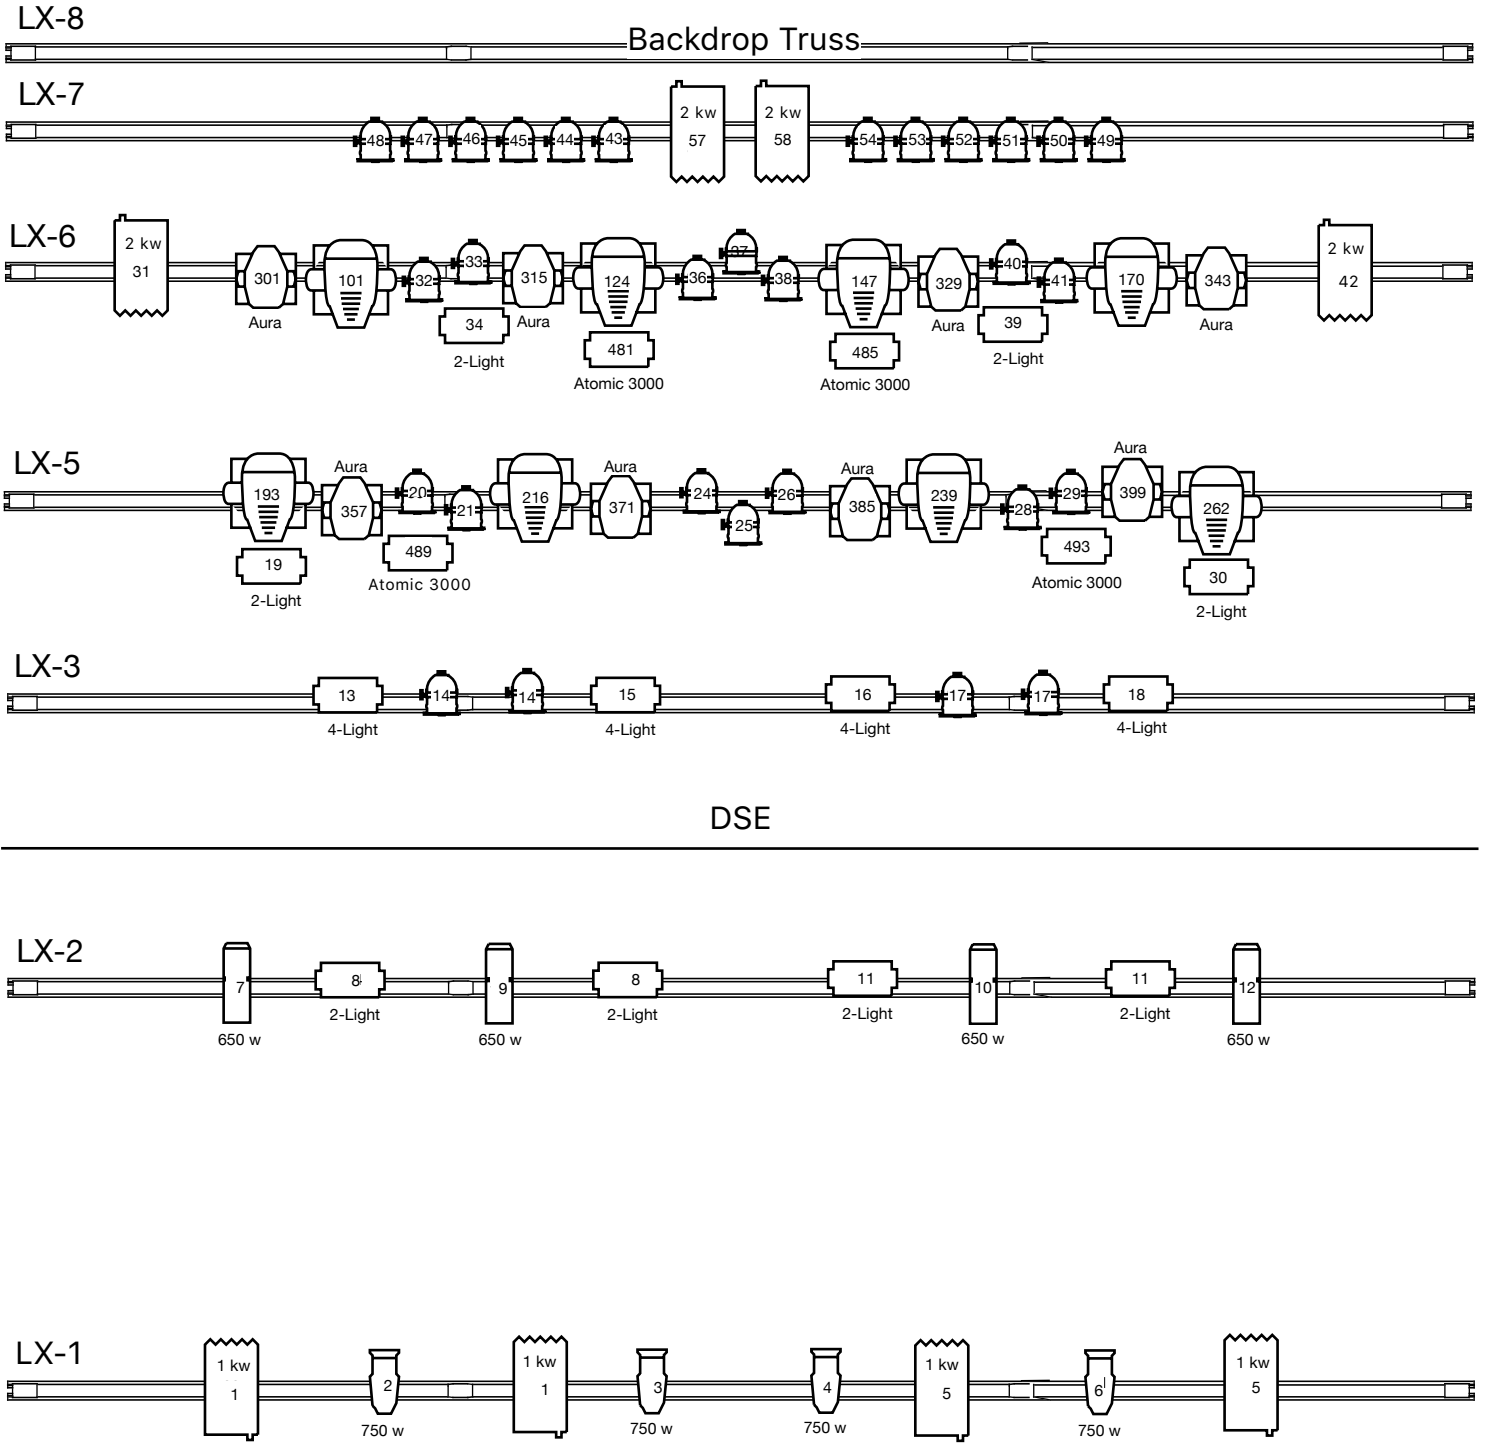 LX-8
Backdrop Truss
LX-7
2 kw 2 kw
48 47 46 45 44 43 57 58 54 53 52 51 50 49
LX-6
2 kw 2 kw
31 301 101 32 33 315 124 36 37 38 147 329 40 41 170 343 42
Aura 34 Aura Aura 39 Aura
481 485
2-Light 2-Light
Atomic 3000 Atomic 3000
LX-5
Aura Aura Aura Aura
193 357 20 21 216 371 24 25 26 385 239 28 29 399 262
489 493
19 30
Atomic 3000 Atomic 3000
2-Light 2-Light
LX-3
13 14 14 15 16 17 17 18
4-Light 4-Light 4-Light 4-Light
DSE
LX-2
7 8 9 8 11 10 11 12
2-Light 2-Light 2-Light 2-Light
650 w 650 w 650 w 650 w
LX-1
1 kw 1 kw 1 kw 1 kw
1 2 1 3 4 5 6 5
750 w 750 w 750 w 750 w